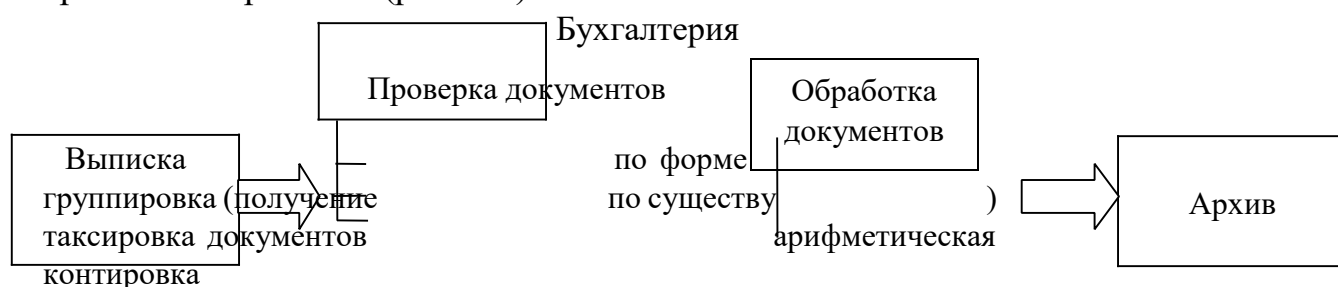 Бухгалтерия
Проверка документов
Обработка
документов
Выписка
по форме
группировка (получение
по существу
)
Архив
таксировка документов
арифметическая
контировка